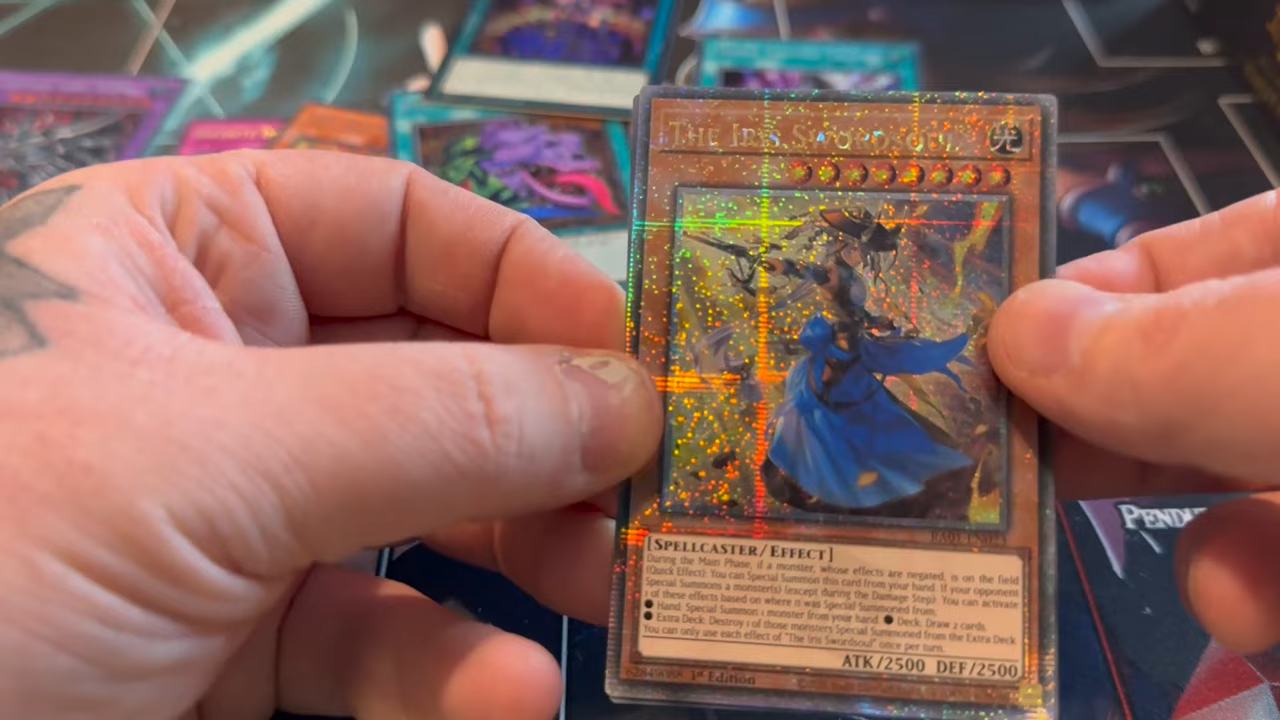 THE IRIS SWORDSOUL
光
RA01-EN023
[SPELLCASTER/EFFECT]
During the Main Phase, if a monster, whose effects are negated, is on the field
(Quick Effect): You can Special Summon this card from your hand. If your opponent
Special Summons a monster(s) (except during the Damage Step): You can activate
1 of these effects based on where it was Special Summoned from;
● Hand: Special Summon 1 monster from your hand. ● Deck: Draw 2 cards.
● Extra Deck: Destroy 1 of those monsters Special Summoned from the Extra Deck.
You can only use each effect of "The Iris Swordsoul" once per turn.
ATK/2500 DEF/2500
1st Edition